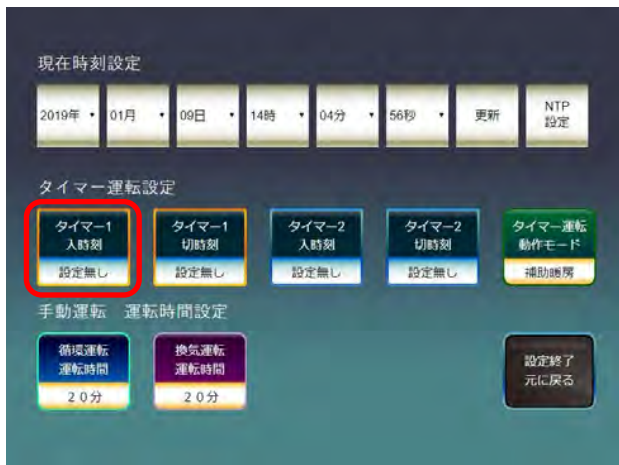 現在時刻設定
2019年 01月 09日 14時 04分 56秒 更新 NTP
設定
タイマー運転設定
タイマー1 タイマー1 タイマー2 タイマー2 タイマー運転
入時刻 切時刻 入時刻 切時刻 動作モード
設定無し 設定無し 設定無し 設定無し 補助暖房
手動運転 運転時間設定
循環運転 換気運転 設定終了
運転時間 運転時間 元に戻る
20分 20分